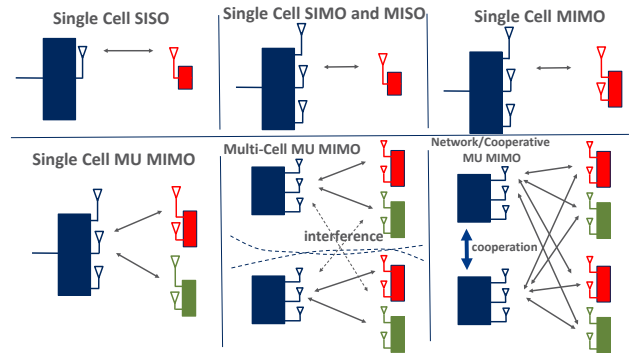 Single Cell SISO
Single Cell SIMO and MISO
Single Cell MIMO
Single Cell MU MIMO
Multi-Cell MU MIMO
interference
Network/Cooperative
MU MIMO
cooperation